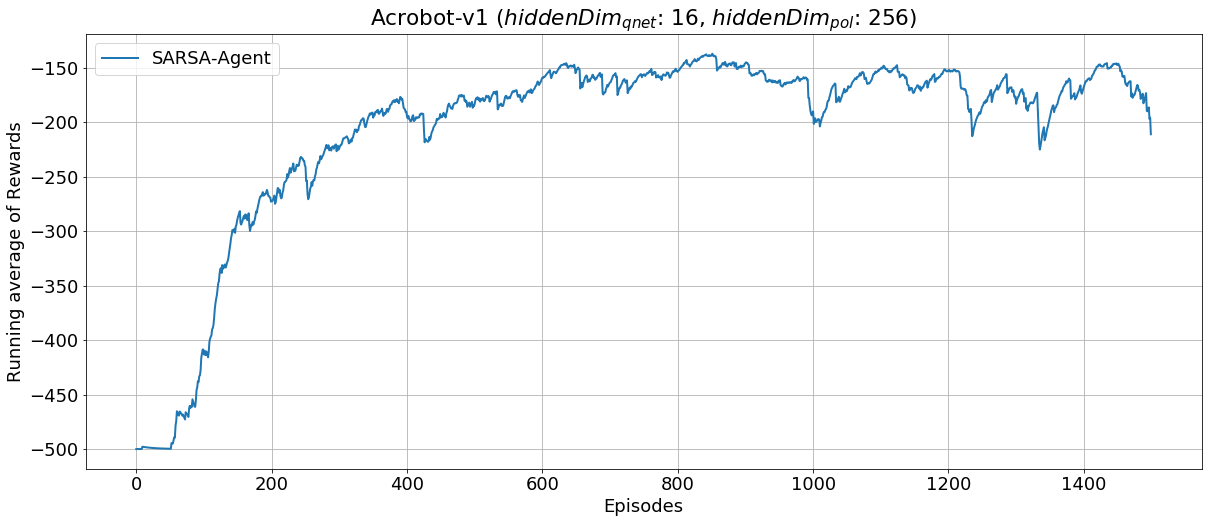 Acrobot-v1 (hiddenDim_qnet: 16, hiddenDim_pol: 256)
SARSA-Agent
Running average of Rewards
−150
−200
−250
−300
−350
−400
−450
−500
0 200 400 600 800 1000 1200 1400
Episodes